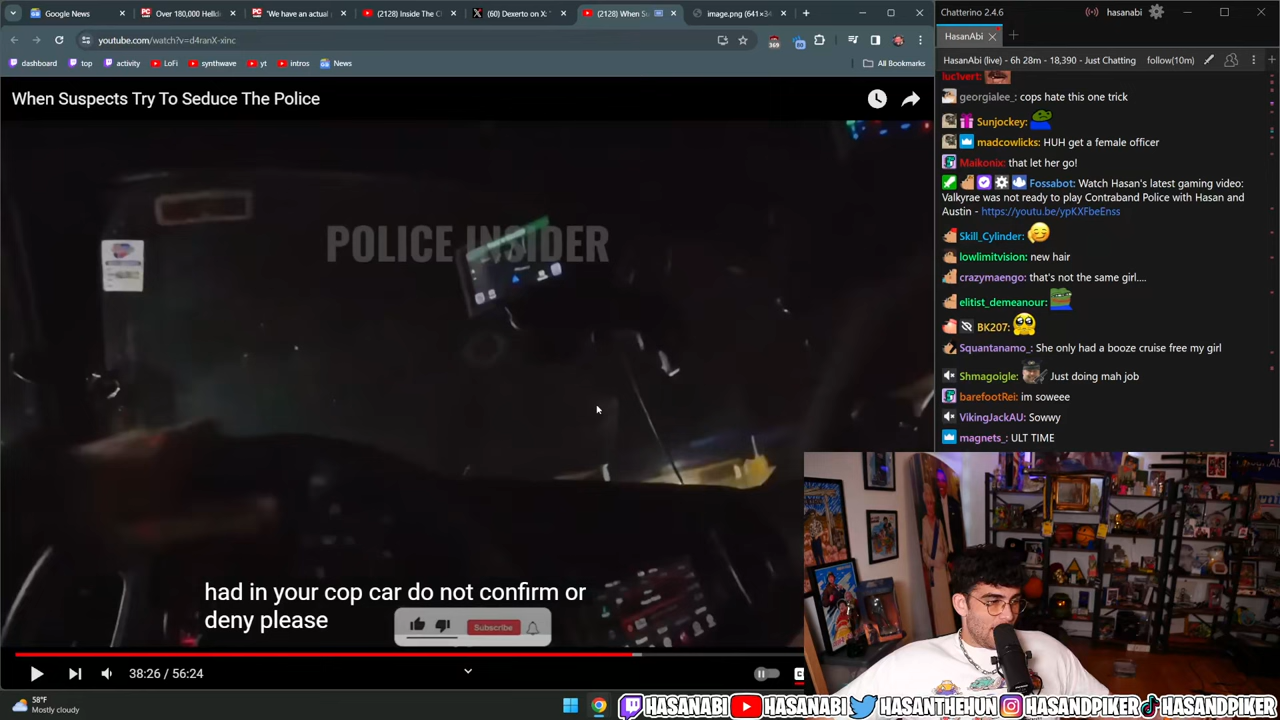 Google News
Over 180,000 Helld
"We have an actual
(2128) Inside The C
(60) Dexerto on X:
(2128) When S
image.png (641×34
youtube.com/watch?v=d4ranX-xinc
369
dashboard
top
activity
LoFi
synthwave
yt
intros
News
All Bookmarks
When Suspects Try To Seduce The Police
POLICE INSIDER
had in your cop car do not confirm or
deny please
Subscribe
38:26 / 56:24
58°F
Mostly cloudy
Chatterino 2.4.6
hasanabi
HasanAbi
HasanAbi (live) - 6h 28m - 18,390 - Just Chatting
follow(10m)
luc1vert:
georgialee_: cops hate this one trick
Sunjockey:
madcowlicks: HUH get a female officer
Maikonix: that let her go!
Fossabot: Watch Hasan's latest gaming video:
Valkyrae was not ready to play Contraband Police with Hasan and
Austin - https://youtu.be/ypKXFbeEnss
Skill_Cylinder:
lowlimitvision: new hair
crazymaengo: that's not the same girl....
elitist_demeanour:
BK207:
Squantanamo_: She only had a booze cruise free my girl
Shmagoigle: Just doing mah job
barefootRei: im soweee
VikingJackAU: Sowwy
magnets_: ULT TIME
HASANABI
HASANABI
HASANTHEHUN
HASANDPIKER
HASANDPIKER